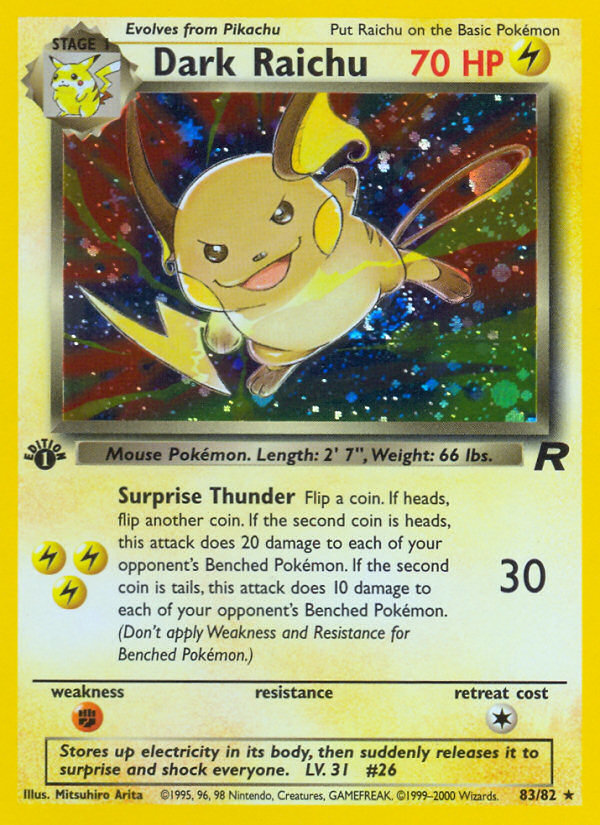 Evolves from Pikachu Put Raichu on the Basic Pokémon
STAGE 1
Dark Raichu 70 HP
EDITION
1
Mouse Pokémon. Length: 2' 7", Weight: 66 lbs.
R
Surprise Thunder Flip a coin. If heads,
flip another coin. If the second coin is heads,
this attack does 20 damage to each of your
opponent's Benched Pokémon. If the second
coin is tails, this attack does 10 damage to
each of your opponent's Benched Pokémon.
(Don't apply Weakness and Resistance for
Benched Pokémon.)
30
weakness resistance retreat cost
Stores up electricity in its body, then suddenly releases it to
surprise and shock everyone. LV. 31 #26
Illus. Mitsuhiro Arita ©1995, 96, 98 Nintendo, Creatures, GAMEFREAK. ©1999–2000 Wizards. 83/82 ★